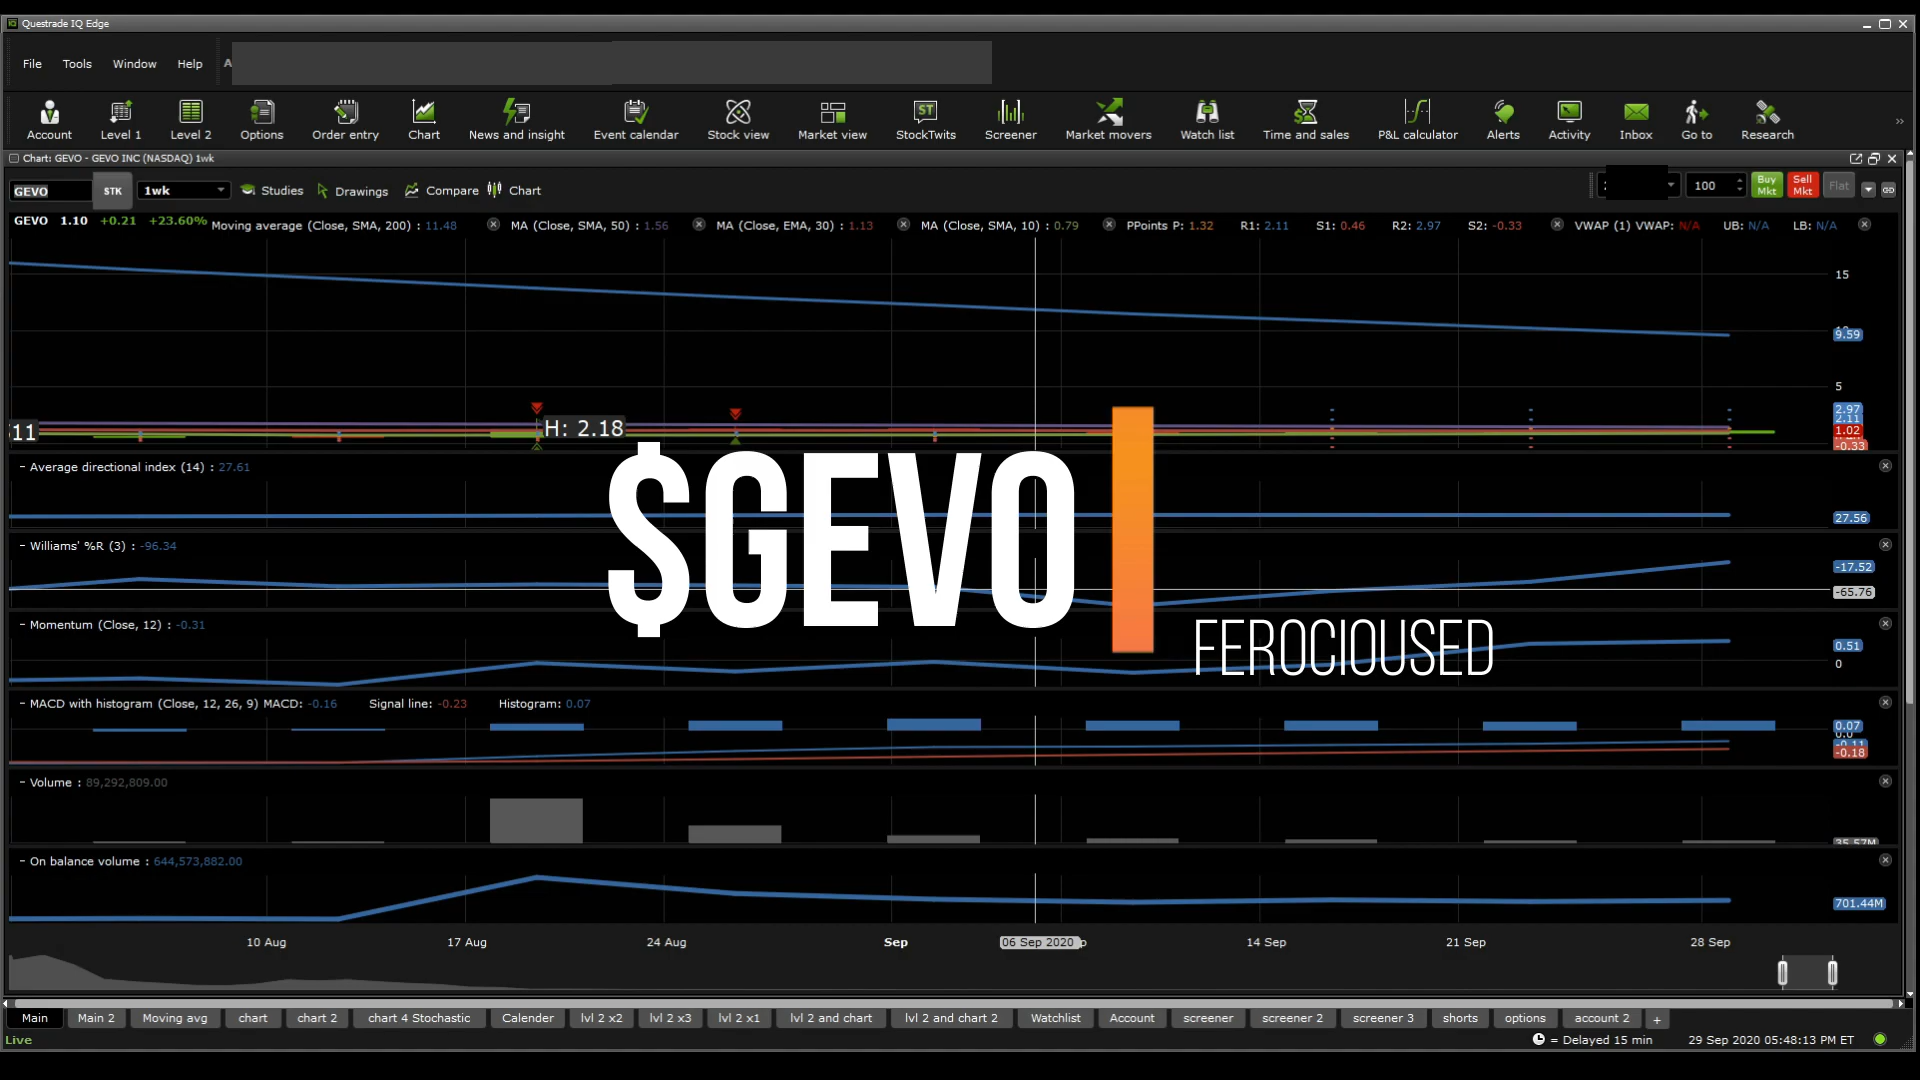 Questrade IQ Edge
File Tools Window Help A
Account Level 1 Level 2 Options Order entry Chart News and insight Event calendar Stock view Market view StockTwits Screener Market movers Watch list Time and sales P&L calculator Alerts Activity Inbox Go to Research
Chart: GEVO - GEVO INC (NASDAQ) 1wk
GEVO STK 1wk Studies Drawings Compare Chart 100 Buy Mkt Sell Mkt Flat
GEVO 1.10 +0.21 +23.60% Moving average (Close, SMA, 200) : 11.48 MA (Close, SMA, 50) : 1.56 MA (Close, EMA, 30) : 1.13 MA (Close, SMA, 10) : 0.79 PPoints P: 1.32 R1: 2.11 S1: 0.46 R2: 2.97 S2: -0.33 VWAP (1) VWAP: N/A UB: N/A LB: N/A
15
9.59
5
2.97
2.11
11 H: 2.18 1.02
-0.33
$GEVO
FEROCIOUSED
- Average directional index (14) : 27.61
27.56
- Williams' %R (3) : -96.34
-17.52
-65.76
- Momentum (Close, 12) : -0.31
0.51
0
- MACD with histogram (Close, 12, 26, 9) MACD: -0.16 Signal line: -0.23 Histogram: 0.07
0.07
0.0
-0.11
-0.18
- Volume : 89,292,809.00
35.57M
- On balance volume : 644,573,882.00
701.44M
10 Aug 17 Aug 24 Aug Sep 06 Sep 2020 14 Sep 21 Sep 28 Sep
Main Main 2 Moving avg chart chart 2 chart 4 Stochastic Calender lvl 2 x2 lvl 2 x3 lvl 2 x1 lvl 2 and chart lvl 2 and chart 2 Watchlist Account screener screener 2 screener 3 shorts options account 2 +
Live = Delayed 15 min 29 Sep 2020 05:48:13 PM ET